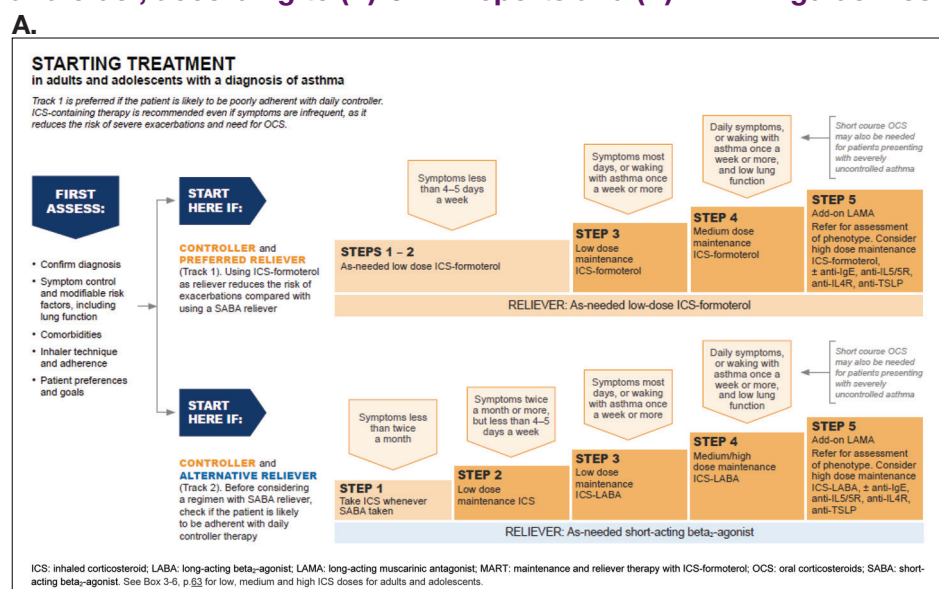 A.
STARTING TREATMENT
in adults and adolescents with a diagnosis of asthma
Track 1 is preferred if the patient is likely to be poorly adherent with daily controller.
ICS-containing therapy is recommended even if symptoms are infrequent, as it
reduces the risk of severe exacerbations and need for OCS.
FIRST
ASSESS:
• Confirm diagnosis
• Symptom control
and modifiable risk
factors, including
lung function
• Comorbidities
• Inhaler technique
and adherence
• Patient preferences
and goals
START
HERE IF:
CONTROLLER and
PREFERRED RELIEVER
(Track 1). Using ICS-formoterol
as reliever reduces the risk of
exacerbations compared with
using a SABA reliever
Symptoms less
than 4–5 days
a week
Symptoms most
days, or waking
with asthma once
a week or more
Daily symptoms,
or waking with
asthma once a
week or more,
and low lung
function
Short course OCS
may also be needed
for patients presenting
with severely
uncontrolled asthma
STEPS 1 – 2
As-needed low dose ICS-formoterol
STEP 3
Low dose
maintenance
ICS-formoterol
STEP 4
Medium dose
maintenance
ICS-formoterol
STEP 5
Add-on LAMA
Refer for assessment
of phenotype. Consider
high dose maintenance
ICS-formoterol,
± anti-IgE, anti-IL5/5R,
anti-IL4R, anti-TSLP
RELIEVER: As-needed low-dose ICS-formoterol
START
HERE IF:
CONTROLLER and
ALTERNATIVE RELIEVER
(Track 2). Before considering
a regimen with SABA reliever,
check if the patient is likely
to be adherent with daily
controller therapy
Symptoms less
than twice
a month
Symptoms twice
a month or more,
but less than 4–5
days a week
Symptoms most
days, or waking
with asthma once
a week or more
Daily symptoms,
or waking with
asthma once a
week or more,
and low lung
function
Short course OCS
may also be needed
for patients presenting
with severely
uncontrolled asthma
STEP 1
Take ICS whenever
SABA taken
STEP 2
Low dose
maintenance ICS
STEP 3
Low dose
maintenance
ICS-LABA
STEP 4
Medium/high
dose maintenance
ICS-LABA
STEP 5
Add-on LAMA
Refer for assessment
of phenotype. Consider
high dose maintenance
ICS-LABA, ± anti-IgE,
anti-IL5/5R, anti-IL4R,
anti-TSLP
RELIEVER: As-needed short-acting beta₂-agonist
ICS: inhaled corticosteroid; LABA: long-acting beta₂-agonist; LAMA: long-acting muscarinic antagonist; MART: maintenance and reliever therapy with ICS-formoterol; OCS: oral corticosteroids; SABA: short-
acting beta₂-agonist. See Box 3-6, p.63 for low, medium and high ICS doses for adults and adolescents.